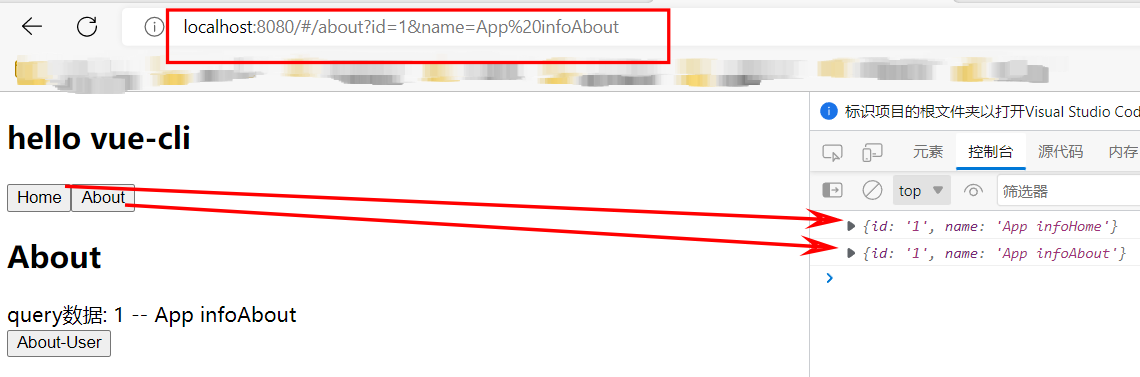 localhost:8080/#/about?id=1&name=App%20infoAbout
hello vue-cli
Home About
About
query数据: 1 -- App infoAbout
About-User
标识项目的根文件夹以打开Visual Studio Cod
元素 控制台 源代码 内存
top 筛选器
{id: '1', name: 'App infoHome'}
{id: '1', name: 'App infoAbout'}